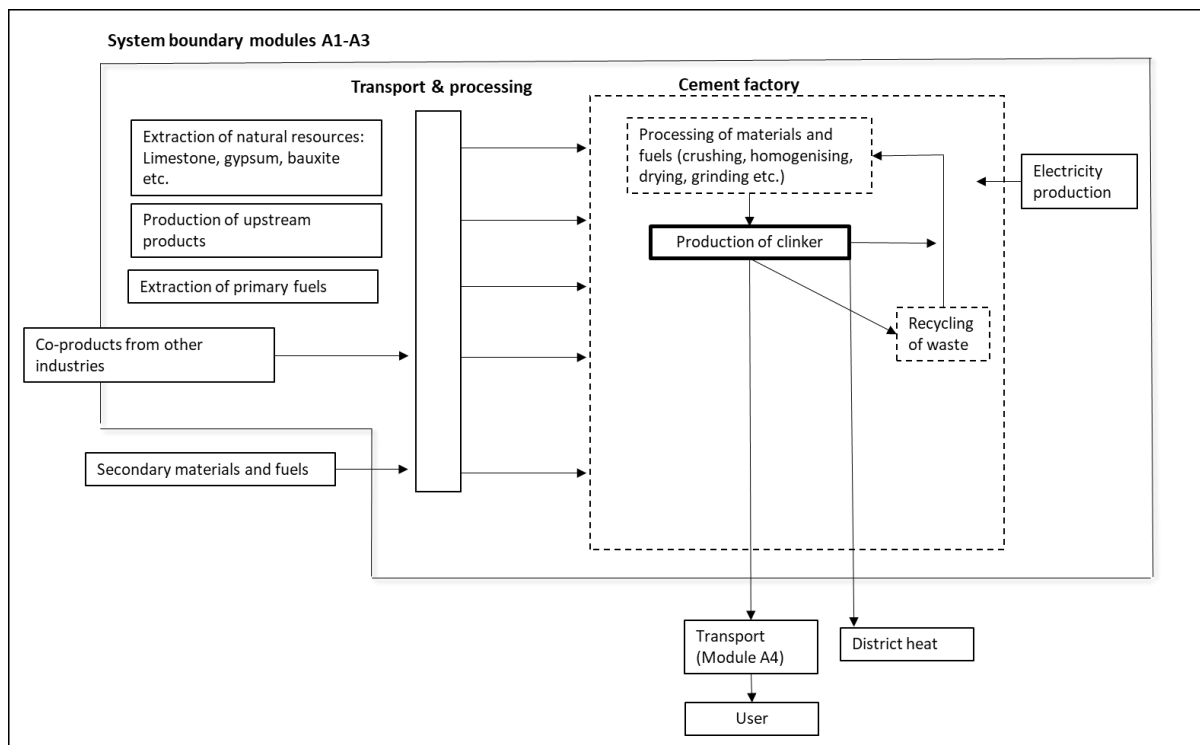 System boundary modules A1-A3
Transport & processing
Cement factory
Extraction of natural resources:
Limestone, gypsum, bauxite
etc.
Production of upstream
products
Extraction of primary fuels
Co-products from other
industries
Secondary materials and fuels
Processing of materials and
fuels (crushing, homogenising,
drying, grinding etc.)
Production of clinker
Recycling
of waste
Electricity
production
Transport
(Module A4)
District heat
User